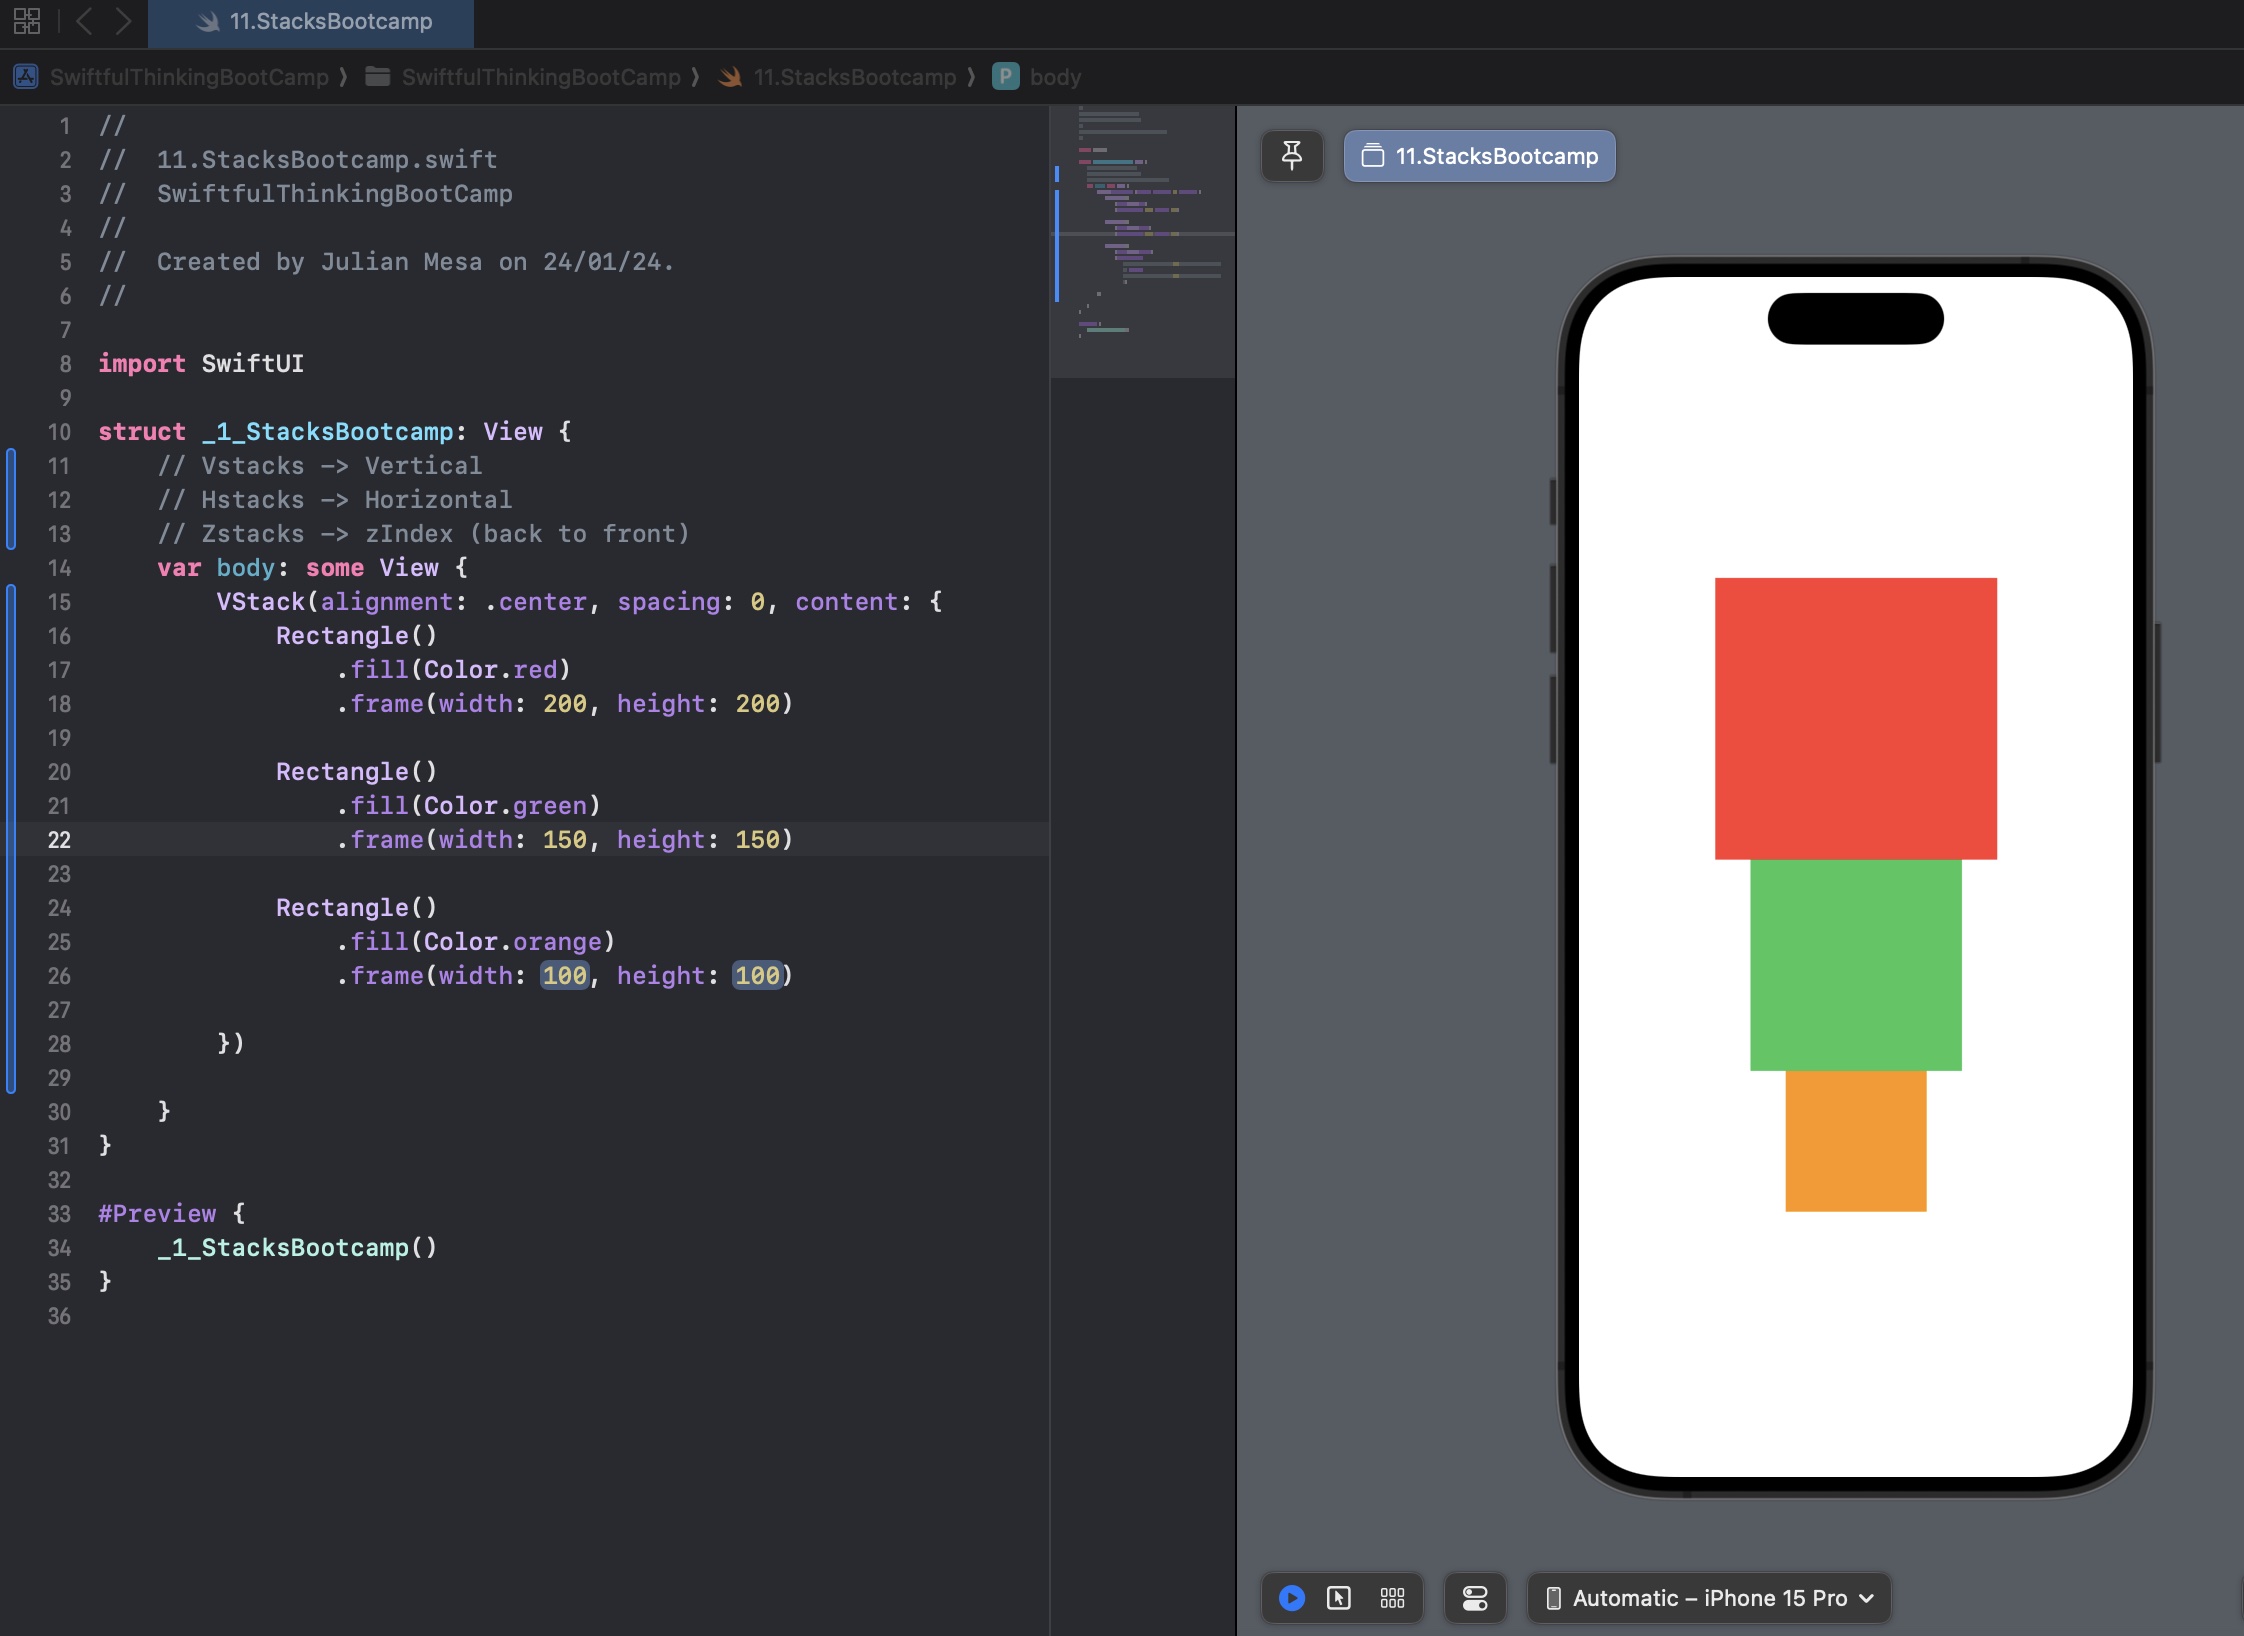 11.StacksBootcamp
SwiftfulThinkingBootCamp ⟩ SwiftfulThinkingBootCamp ⟩ 11.StacksBootcamp ⟩ P body
1 //
2 //  11.StacksBootcamp.swift
3 //  SwiftfulThinkingBootCamp
4 //
5 //  Created by Julian Mesa on 24/01/24.
6 //
7
8 import SwiftUI
9
10 struct _1_StacksBootcamp: View {
11     // Vstacks -> Vertical
12     // Hstacks -> Horizontal
13     // Zstacks -> zIndex (back to front)
14     var body: some View {
15         VStack(alignment: .center, spacing: 0, content: {
16             Rectangle()
17                 .fill(Color.red)
18                 .frame(width: 200, height: 200)
19
20             Rectangle()
21                 .fill(Color.green)
22                 .frame(width: 150, height: 150)
23
24             Rectangle()
25                 .fill(Color.orange)
26                 .frame(width: 100, height: 100)
27
28         })
29
30     }
31 }
32
33 #Preview {
34     _1_StacksBootcamp()
35 }
36
11.StacksBootcamp
Automatic – iPhone 15 Pro